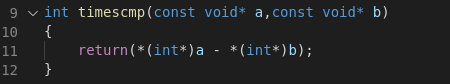 9 int timescmp(const void* a,const void* b)
10 {
11     return(*(int*)a - *(int*)b);
12 }